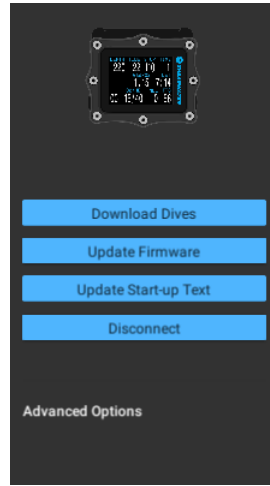 Download Dives
Update Firmware
Update Start-up Text
Disconnect
Advanced Options